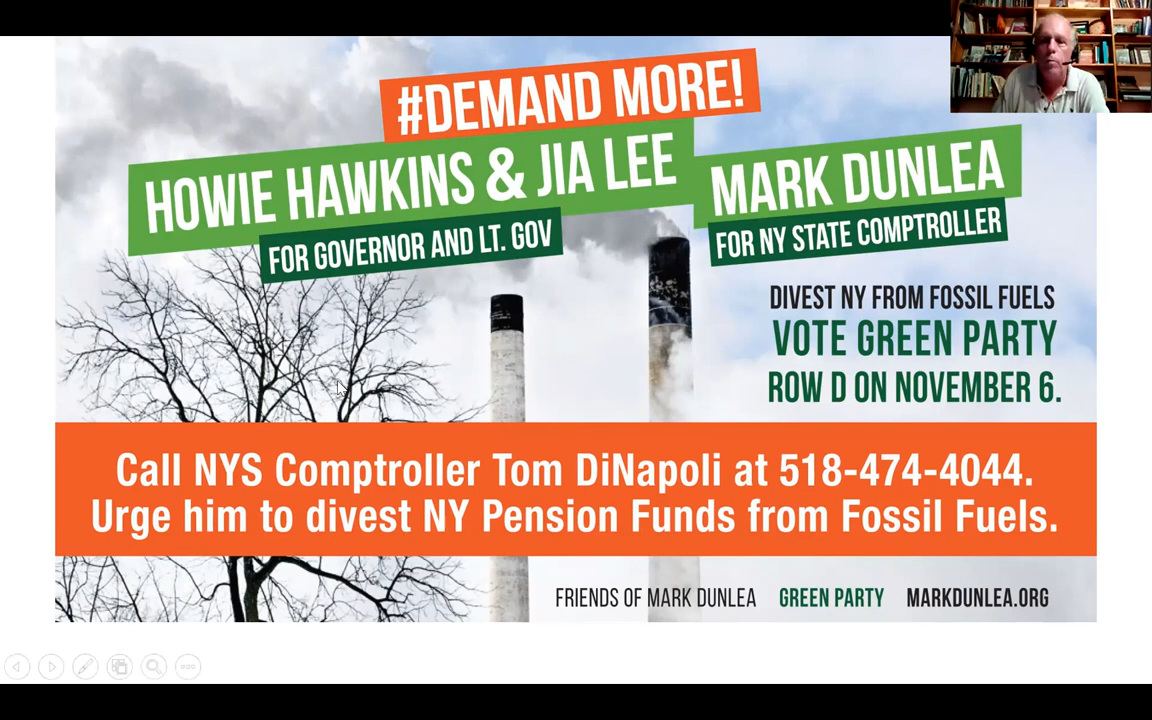 #DEMAND MORE!
HOWIE HAWKINS & JIA LEE
FOR GOVERNOR AND LT. GOV
MARK DUNLEA
FOR NY STATE COMPTROLLER
DIVEST NY FROM FOSSIL FUELS
VOTE GREEN PARTY
ROW D ON NOVEMBER 6.
Call NYS Comptroller Tom DiNapoli at 518-474-4044.
Urge him to divest NY Pension Funds from Fossil Fuels.
FRIENDS OF MARK DUNLEA GREEN PARTY MARKDUNLEA.ORG